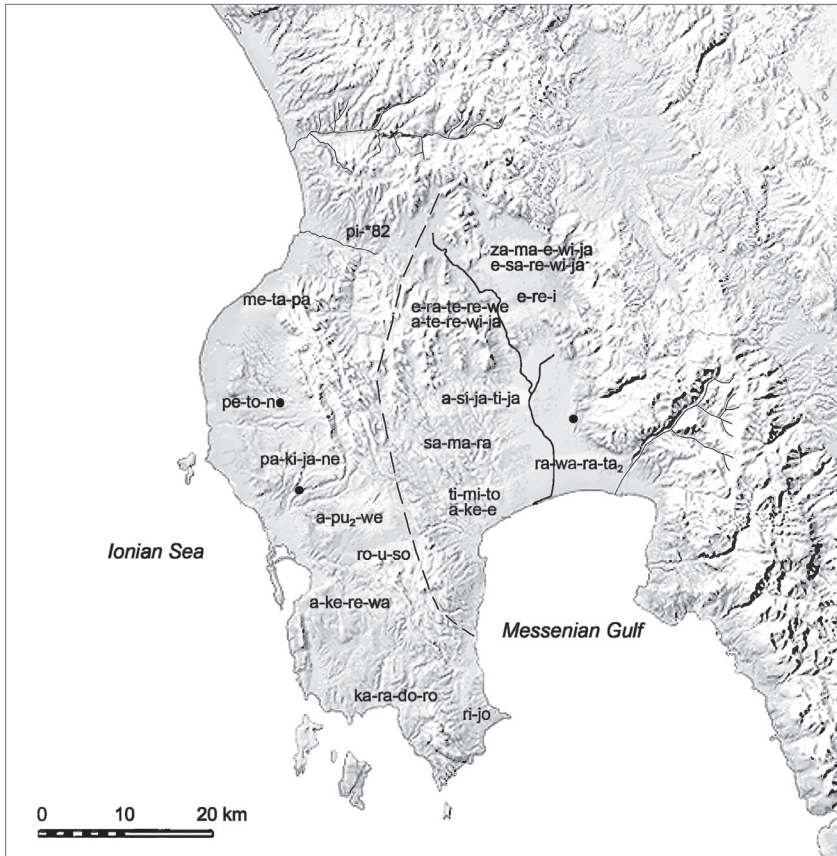 pi-*82
za-ma-e-wi-ja
e-sa-re-wi-ja
me-ta-pa
e-ra-te-re-we
a-te-re-wi-ja
e-re-i
pe-to-n
a-si-ja-ti-ja
sa-ma-ra
pa-ki-ja-ne
ra-wa-ra-ta₂
ti-mi-to
a-ke-e
a-pu₂-we
Ionian Sea
ro-u-so
a-ke-re-wa
Messenian Gulf
ka-ra-do-ro
ri-jo
0 10 20 km